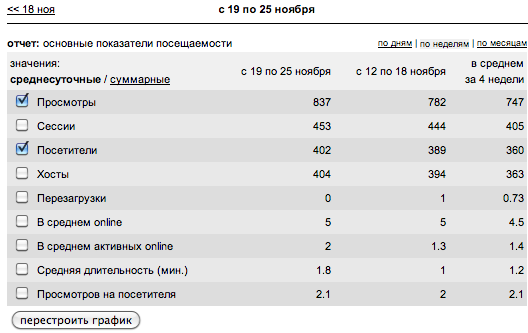 << 18 ноя
с 19 по 25 ноября
отчет: основные показатели посещаемости
по дням | по неделям | по месяцам
значения:
среднесуточные / суммарные
с 19 по 25 ноября
с 12 по 18 ноября
в среднем
за 4 недели
Просмотры 837 782 747
Сессии 453 444 405
Посетители 402 389 360
Хосты 404 394 363
Перезагрузки 0 1 0.73
В среднем online 5 5 4.5
В среднем активных online 2 1.3 1.4
Средняя длительность (мин.) 1.8 1 1.2
Просмотров на посетителя 2.1 2 2.1
перестроить график